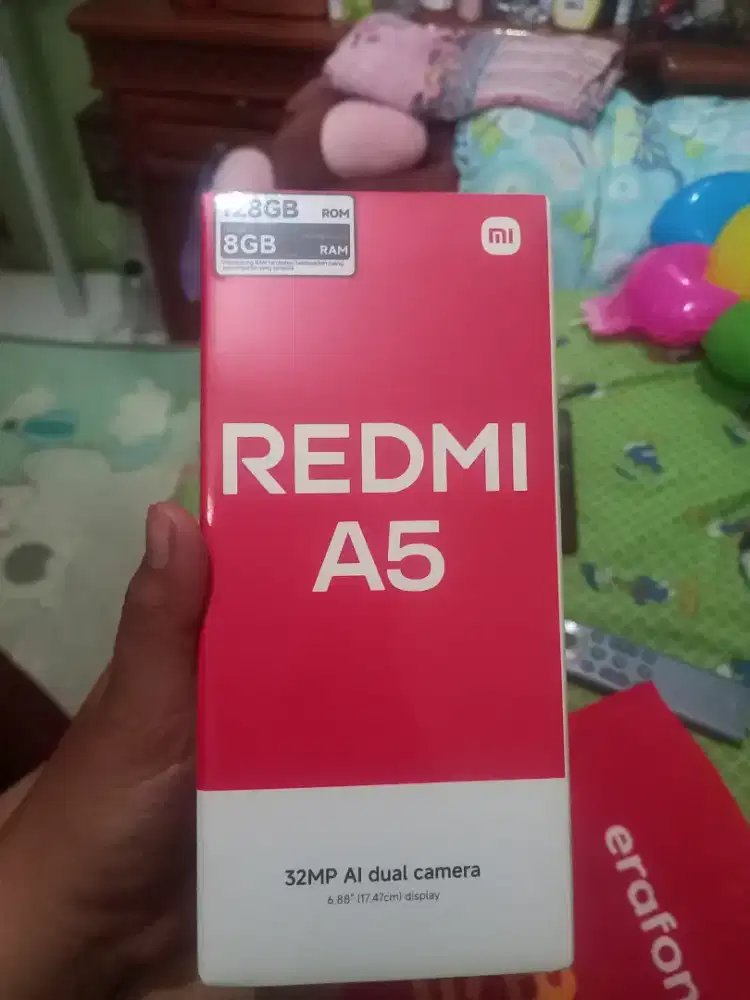 128GB ROM
8GB RAM
mi
REDMI
A5
32MP AI dual camera
6.88" (17.47cm) display
erafon